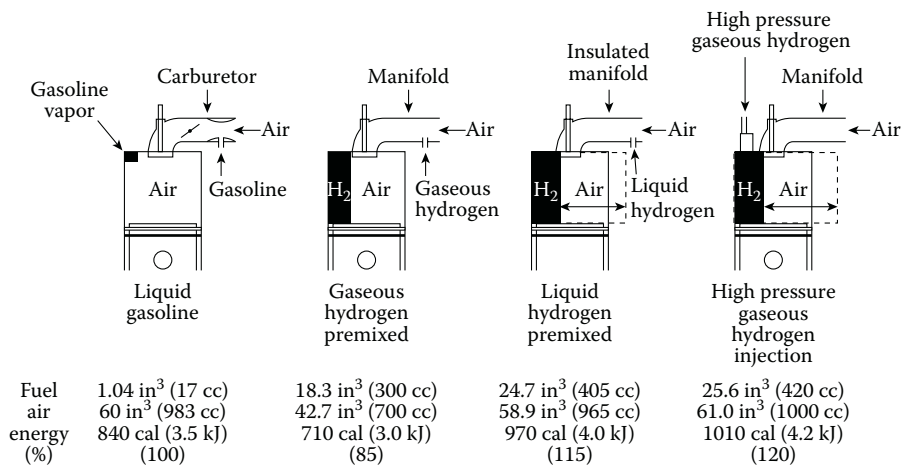 High pressure
gaseous hydrogen
Insulated
manifold
Carburetor
Manifold
Manifold
Gasoline
vapor
Air
Air
Air
Air
Air
Gasoline
H₂
Air
Gaseous
hydrogen
H₂
Air
Liquid
hydrogen
H₂
Air
Liquid
gasoline
Gaseous
hydrogen
premixed
Liquid
hydrogen
premixed
High pressure
gaseous
hydrogen
injection
Fuel 1.04 in³ (17 cc) 18.3 in³ (300 cc) 24.7 in³ (405 cc) 25.6 in³ (420 cc)
air 60 in³ (983 cc) 42.7 in³ (700 cc) 58.9 in³ (965 cc) 61.0 in³ (1000 cc)
energy 840 cal (3.5 kJ) 710 cal (3.0 kJ) 970 cal (4.0 kJ) 1010 cal (4.2 kJ)
(%) (100) (85) (115) (120)